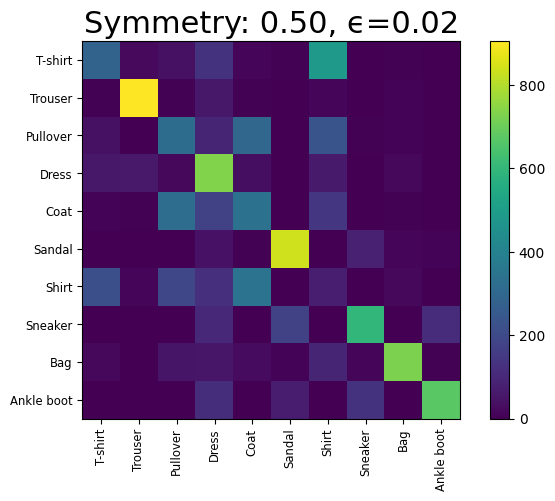 Symmetry: 0.50, ϵ=0.02
T-shirt
Trouser
Pullover
Dress
Coat
Sandal
Shirt
Sneaker
Bag
Ankle boot
T-shirt
Trouser
Pullover
Dress
Coat
Sandal
Shirt
Sneaker
Bag
Ankle boot
800
600
400
200
0